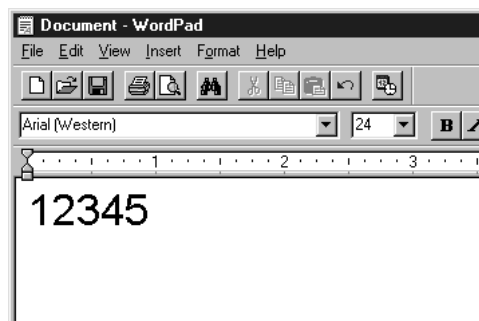 Document - WordPad
File Edit View Insert Format Help
Arial (Western) 24 B
1 2 3
12345